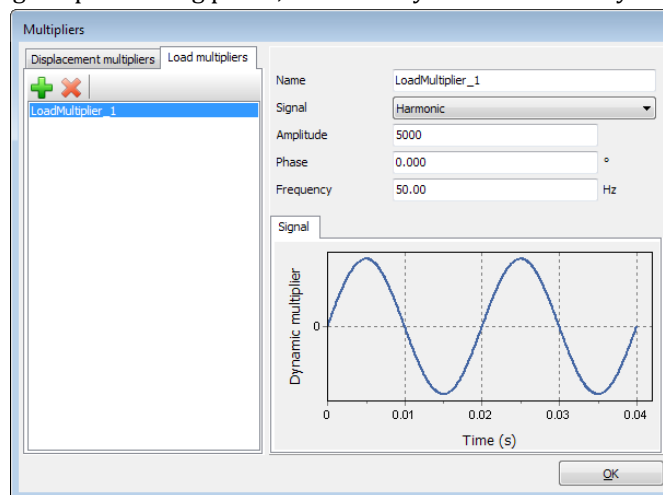 Multipliers
Displacement multipliers Load multipliers
LoadMultiplier_1
Name LoadMultiplier_1
Signal Harmonic
Amplitude 5000
Phase 0.000 °
Frequency 50.00 Hz
Signal
Dynamic multiplier
0
0 0.01 0.02 0.03 0.04
Time (s)
OK